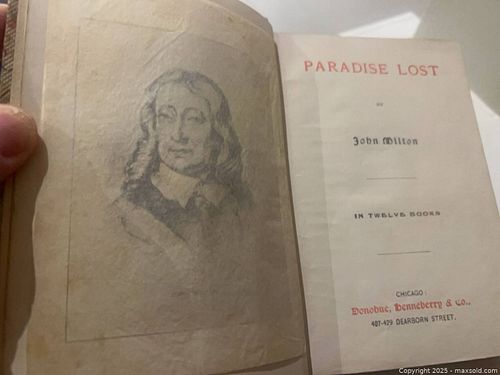 PARADISE LOST
BY
John Milton
IN TWELVE BOOKS
CHICAGO:
Donohue, Henneberry & Co.,
407-429 DEARBORN STREET.
Copyright 2025 - maxsold.com